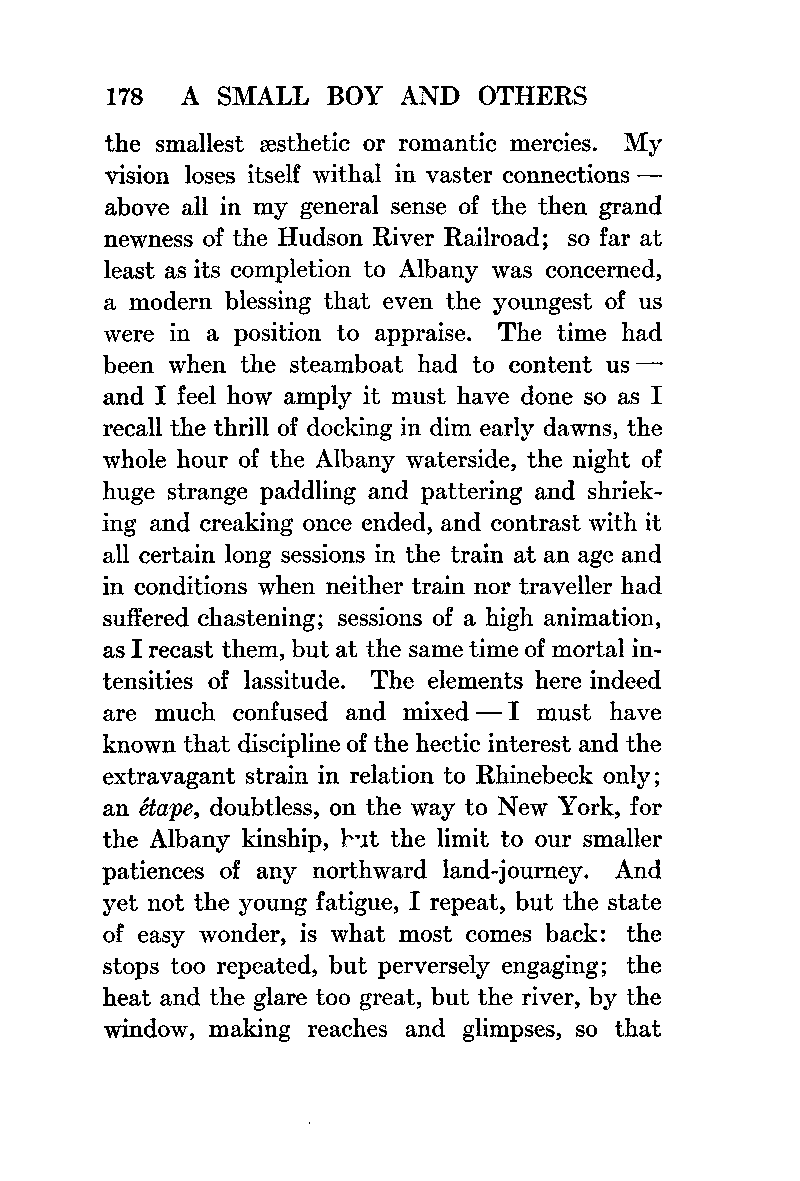 178 A SMALL BOY AND OTHERS
the smallest æsthetic or romantic mercies. My
vision loses itself withal in vaster connections —
above all in my general sense of the then grand
newness of the Hudson River Railroad; so far at
least as its completion to Albany was concerned,
a modern blessing that even the youngest of us
were in a position to appraise. The time had
been when the steamboat had to content us —
and I feel how amply it must have done so as I
recall the thrill of docking in dim early dawns, the
whole hour of the Albany waterside, the night of
huge strange paddling and pattering and shriek-
ing and creaking once ended, and contrast with it
all certain long sessions in the train at an age and
in conditions when neither train nor traveller had
suffered chastening; sessions of a high animation,
as I recast them, but at the same time of mortal in-
tensities of lassitude. The elements here indeed
are much confused and mixed — I must have
known that discipline of the hectic interest and the
extravagant strain in relation to Rhinebeck only;
an étape, doubtless, on the way to New York, for
the Albany kinship, but the limit to our smaller
patiences of any northward land-journey. And
yet not the young fatigue, I repeat, but the state
of easy wonder, is what most comes back: the
stops too repeated, but perversely engaging; the
heat and the glare too great, but the river, by the
window, making reaches and glimpses, so that